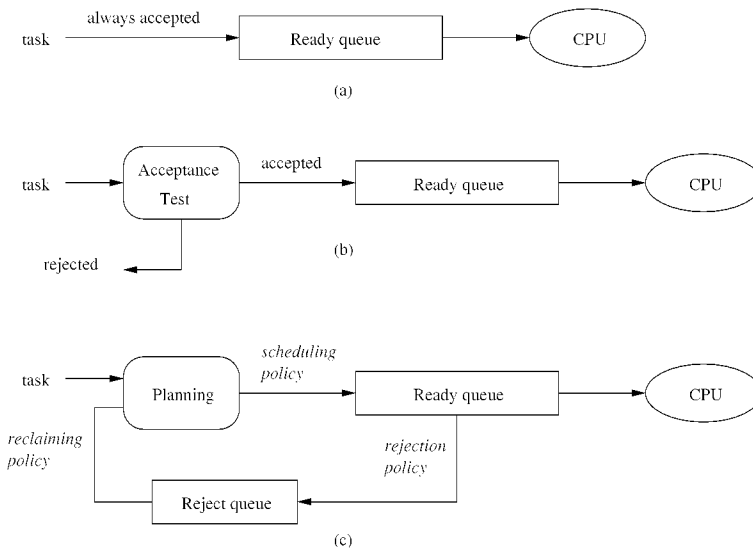 always accepted
task
Ready queue
CPU
(a)
task
Acceptance
Test
accepted
Ready queue
CPU
rejected
(b)
task
Planning
scheduling
policy
Ready queue
CPU
reclaiming
policy
rejection
policy
Reject queue
(c)